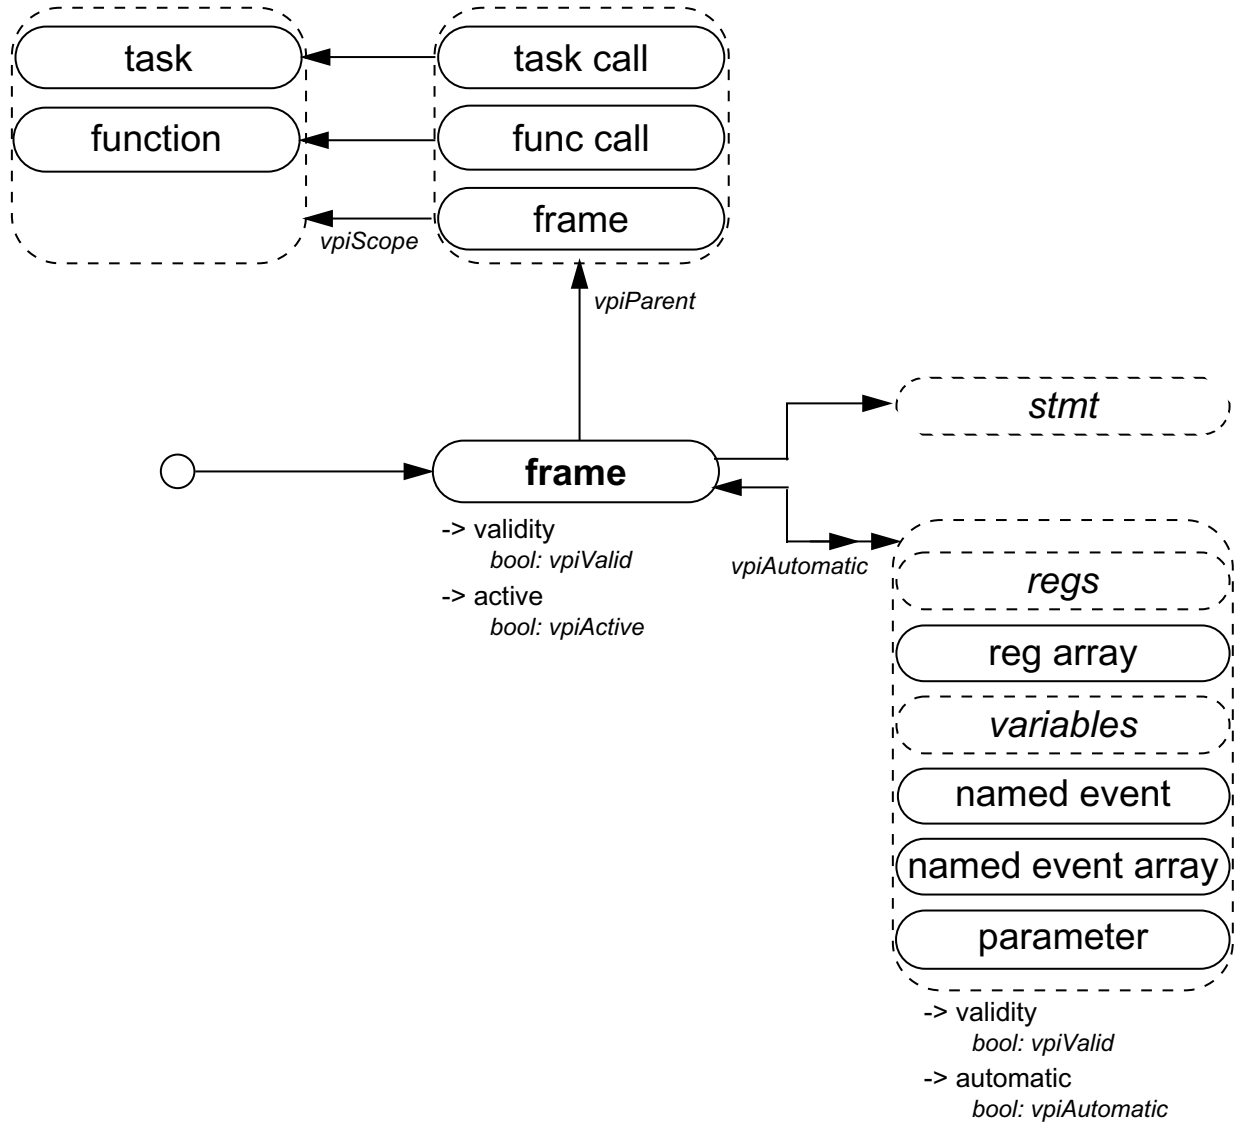 task
task call
function
func call
frame
vpiScope
vpiParent
stmt
frame
-> validity
bool: vpiValid
-> active
bool: vpiActive
vpiAutomatic
regs
reg array
variables
named event
named event array
parameter
-> validity
bool: vpiValid
-> automatic
bool: vpiAutomatic